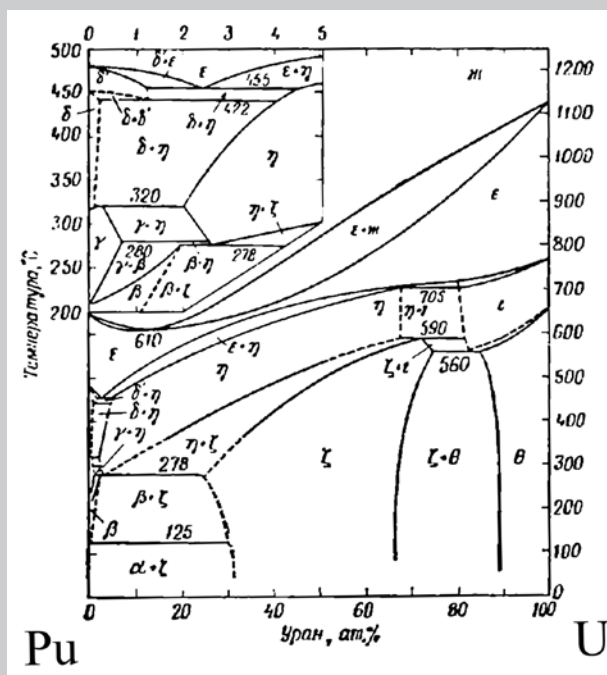 0 1 2 3 4 5
500
450
400
350
300
250
200
1200
1100
1000
900
800
700
600
500
400
300
200
100
0
Температура, °C
δ'
δ'+ε
ε
455
ε+η
ж
δ
δ+δ'
δ+η
422
δ+η
η
320
γ
γ+η
η+ζ
280
γ+β
β+η
278
β
β+ζ
ε+ж
ε
610
ε
ε+η
η
η
705
η+ι
590
ζ+ι
560
ι
δ'+η
δ+η
γ+η
η+ζ
278
ζ
ζ+θ
θ
β+ζ
β
125
α+ζ
0 20 40 60 80 100
Уран, ат.%
Pu
U